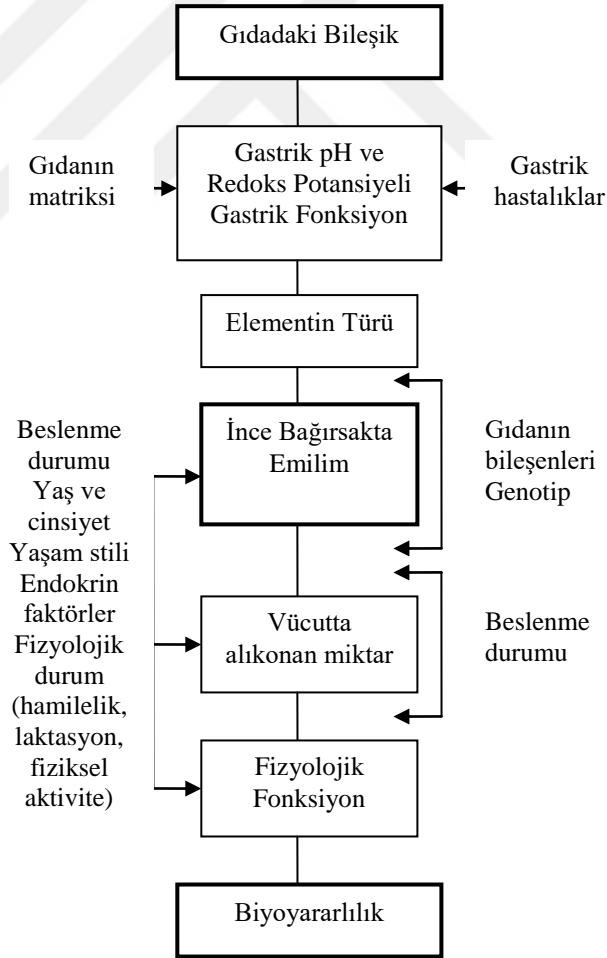 Gıdadaki Bileşik
Gıdanın
matriksi
Gastrik pH ve
Redoks Potansiyeli
Gastrik Fonksiyon
Gastrik
hastalıklar
Elementin Türü
Beslenme
durumu
Yaş ve
cinsiyet
Yaşam stili
Endokrin
faktörler
Fizyolojik
durum
(hamilelik,
laktasyon,
fiziksel
aktivite)
İnce Bağırsakta
Emilim
Gıdanın
bileşenleri
Genotip
Vücutta
alıkonan miktar
Beslenme
durumu
Fizyolojik
Fonksiyon
Biyoyararlılık